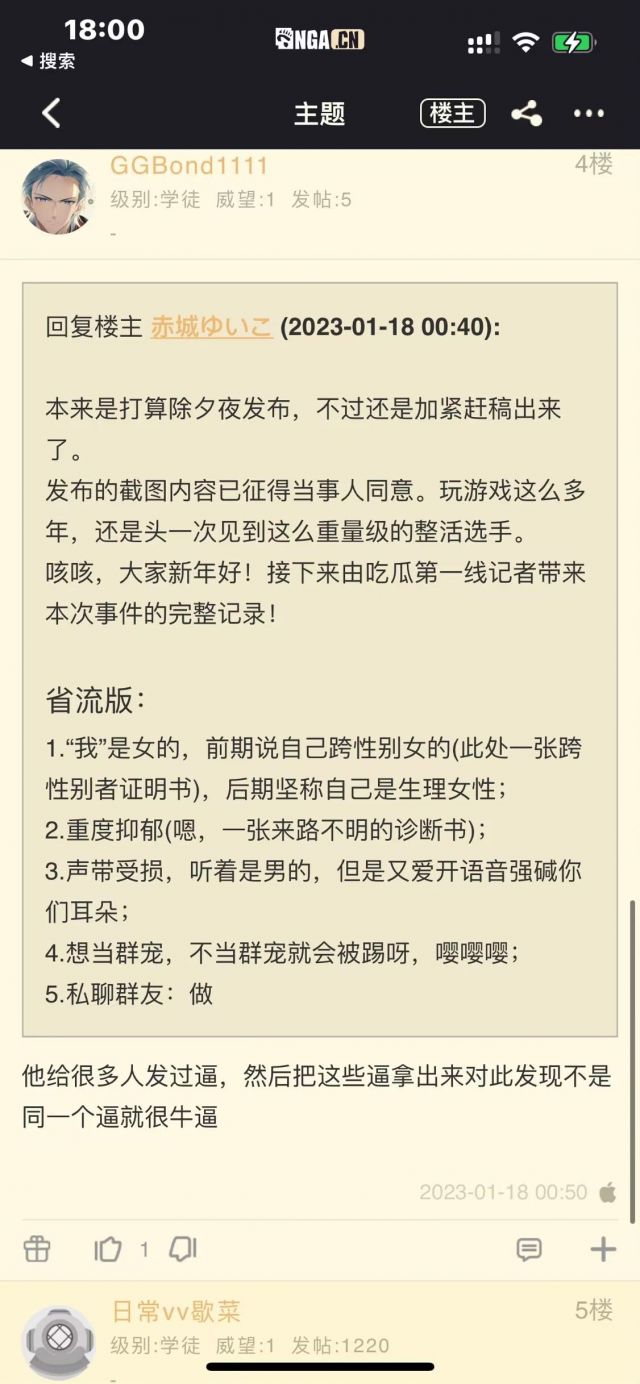 18:00
NGA.CN
◀ 搜索
主题
楼主
GGBond1111
4楼
级别:学徒 威望:1 发帖:5
-
回复楼主 赤城ゆいこ (2023-01-18 00:40):
本来是打算除夕夜发布，不过还是加紧赶稿出来
了。
发布的截图内容已征得当事人同意。玩游戏这么多
年，还是头一次见到这么重量级的整活选手。
咳咳，大家新年好！接下来由吃瓜第一线记者带来
本次事件的完整记录！
省流版：
1.“我”是女的，前期说自己跨性别女的(此处一张跨
性别者证明书)，后期坚称自己是生理女性；
2.重度抑郁(嗯，一张来路不明的诊断书)；
3.声带受损，听着是男的，但是又爱开语音强碱你
们耳朵；
4.想当群宠，不当群宠就会被踢呀，嘤嘤嘤；
5.私聊群友：做
他给很多人发过逼，然后把这些逼拿出来对此发现不是
同一个逼就很牛逼
2023-01-18 00:50
1
日常vv歇菜
5楼
级别:学徒 威望:1 发帖:1220
-